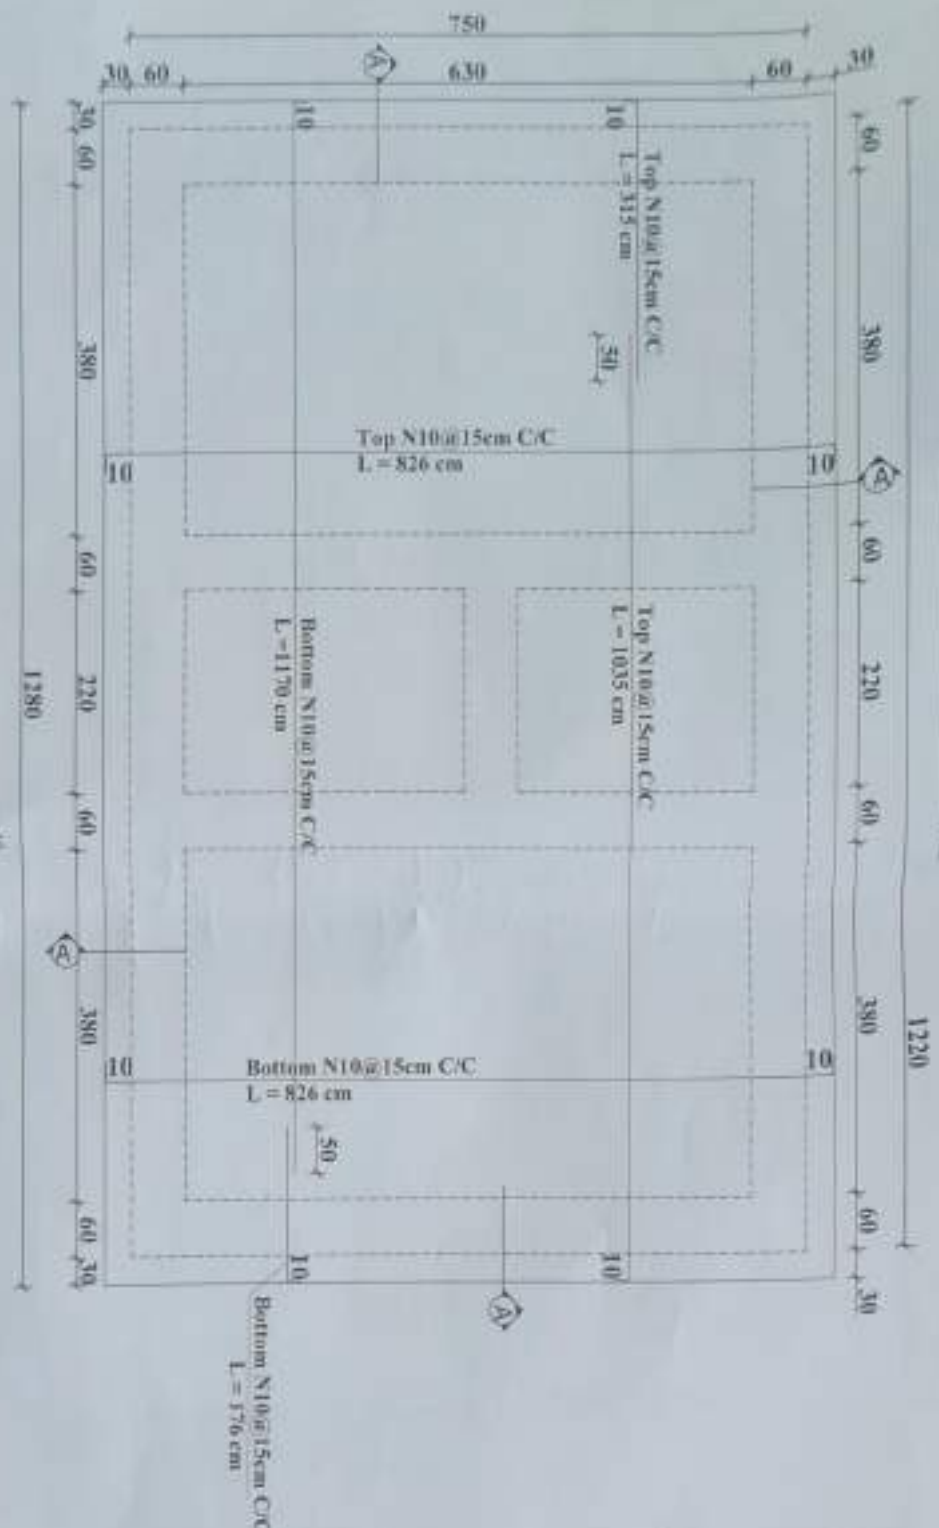 750
30
60
A
630
60
30
30
60
380
60
220
60
380
60
30
1280
60
380
A
60
220
60
380
60
30
1220
10
10
Top N10@15cm C/C
L = 315 cm
50
Top N10@15cm C/C
L = 826 cm
10
10
Bottom N10@15cm C/C
L =1170 cm
Top N10@15cm C/C
L = 1035 cm
A
10
10
Bottom N10@15cm C/C
L = 826 cm
50
10
10
A
Bottom N10@15cm C/C
L = 176 cm